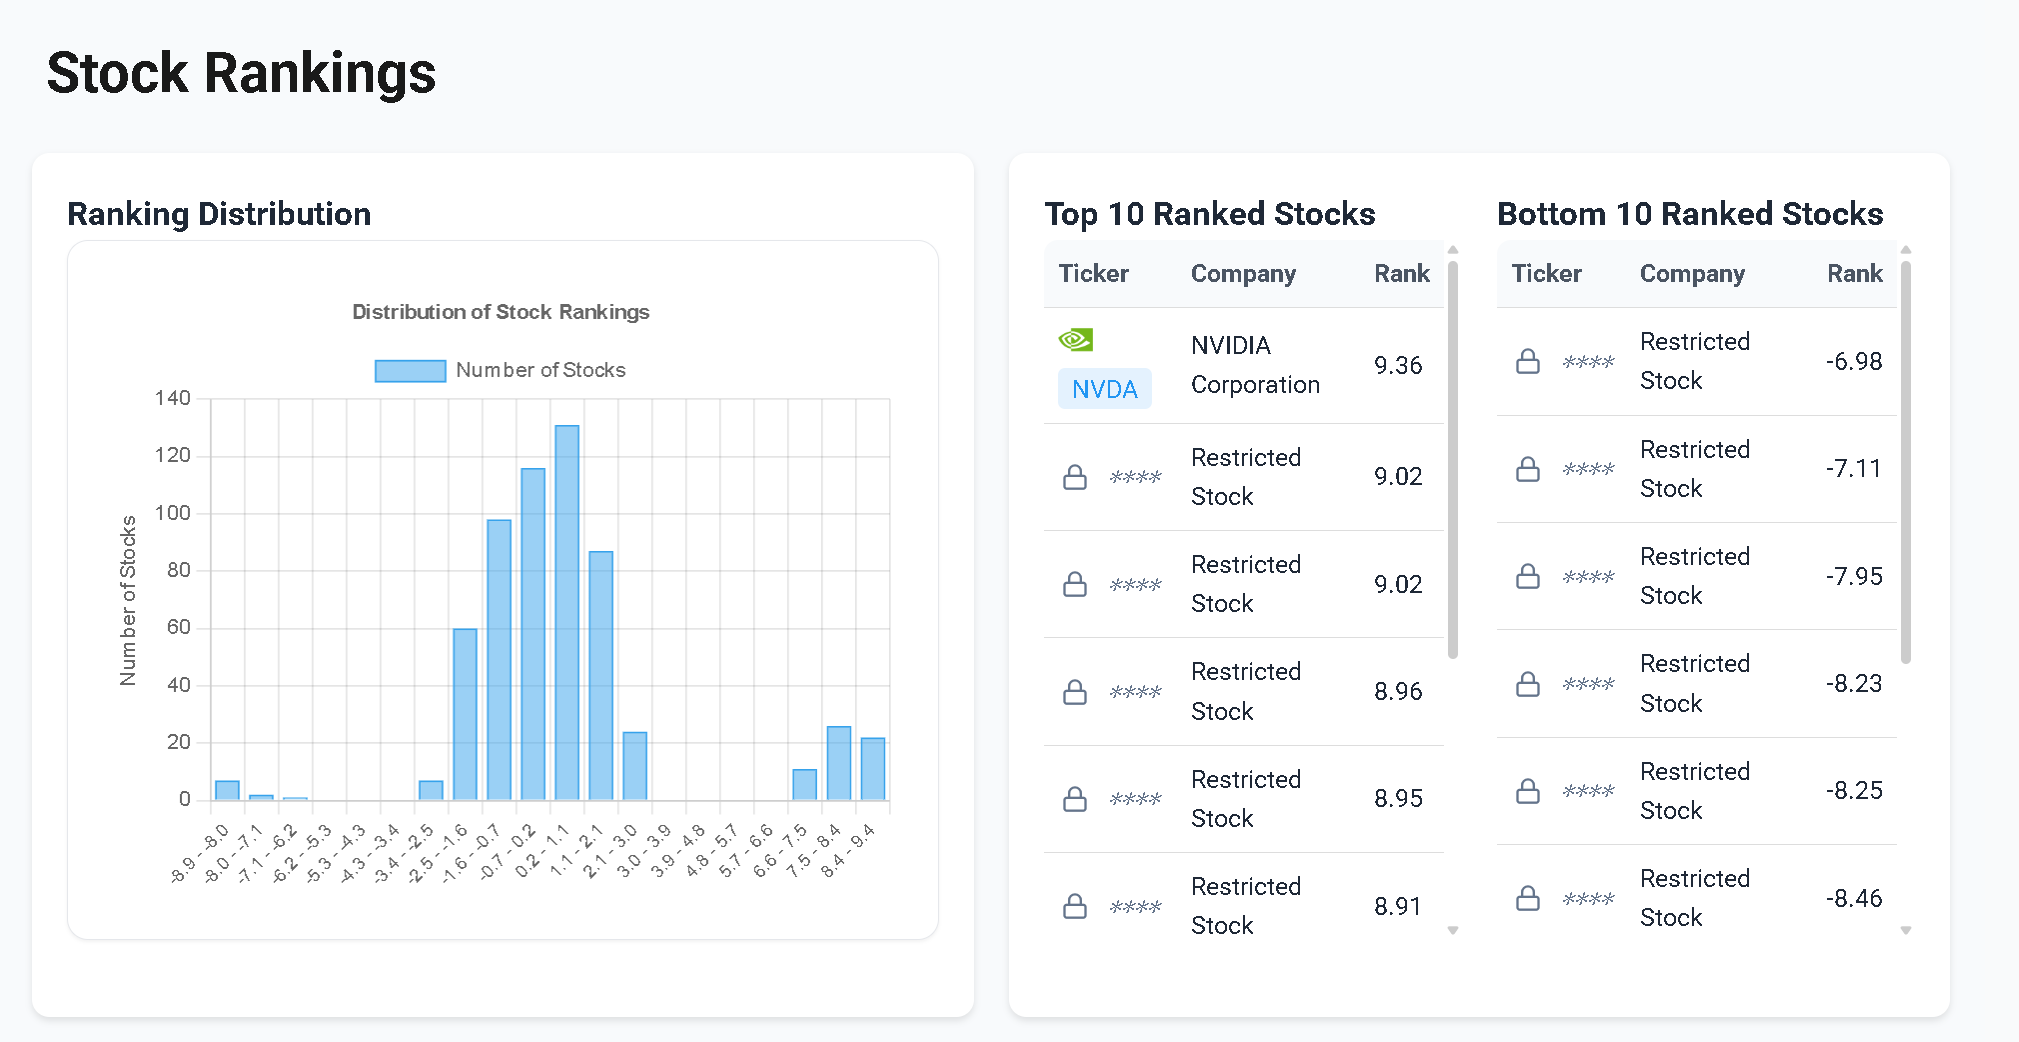 Stock Rankings
Ranking Distribution
Distribution of Stock Rankings
Number of Stocks
Number of Stocks
140
120
100
80
60
40
20
0
-8.9 - -8.0
-8.0 - -7.1
-7.1 - -6.2
-6.2 - -5.3
-5.3 - -4.3
-4.3 - -3.4
-3.4 - -2.5
-2.5 - -1.6
-1.6 - -0.7
-0.7 - 0.2
0.2 - 1.1
1.1 - 2.1
2.1 - 3.0
3.0 - 3.9
3.9 - 4.8
4.8 - 5.7
5.7 - 6.6
6.6 - 7.5
7.5 - 8.4
8.4 - 9.4
Top 10 Ranked Stocks
Ticker Company Rank
NVDA NVIDIA Corporation 9.36
**** Restricted Stock 9.02
**** Restricted Stock 9.02
**** Restricted Stock 8.96
**** Restricted Stock 8.95
**** Restricted Stock 8.91
Bottom 10 Ranked Stocks
Ticker Company Rank
**** Restricted Stock -6.98
**** Restricted Stock -7.11
**** Restricted Stock -7.95
**** Restricted Stock -8.23
**** Restricted Stock -8.25
**** Restricted Stock -8.46